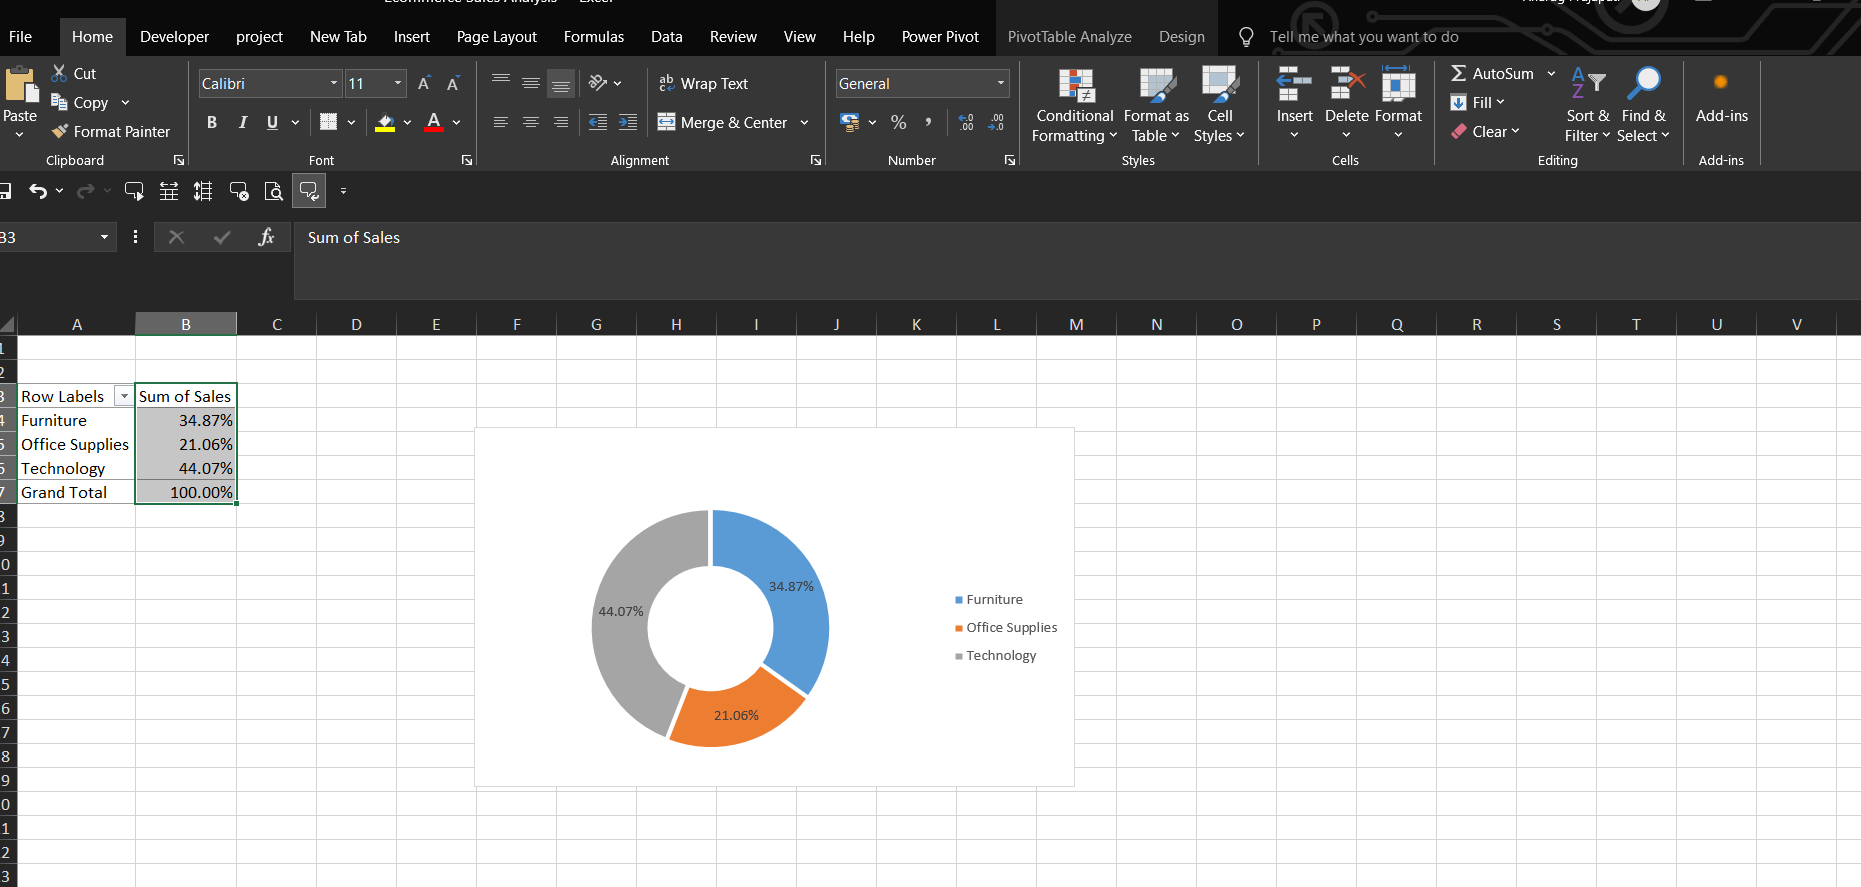 Ecommerce Sales Analysis - Excel
File Home Developer project New Tab Insert Page Layout Formulas Data Review View Help Power Pivot PivotTable Analyze Design Tell me what you want to do
Paste
Cut
Copy
Format Painter
Clipboard
Calibri 11
B I U
Font
Wrap Text
Merge & Center
Alignment
General
Number
Conditional Formatting
Format as Table
Cell Styles
Styles
Insert Delete Format
Cells
AutoSum
Fill
Clear
Sort & Filter
Find & Select
Editing
Add-ins
Add-ins
B3
fx
Sum of Sales
A B C D E F G H I J K L M N O P Q R S T U V
Row Labels Sum of Sales
Furniture 34.87%
Office Supplies 21.06%
Technology 44.07%
Grand Total 100.00%
34.87%
44.07%
21.06%
Furniture
Office Supplies
Technology